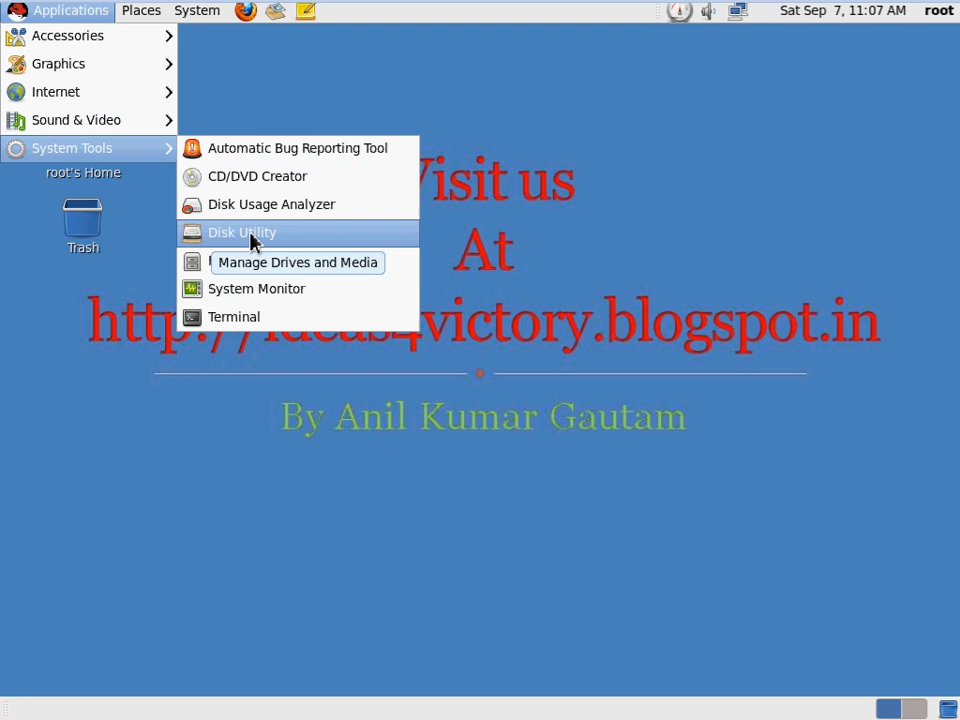 Applications Places System Sat Sep 7, 11:07 AM root
Accessories
Graphics
Internet
Sound & Video
System Tools
root's Home
Trash
Automatic Bug Reporting Tool
CD/DVD Creator
Disk Usage Analyzer
Disk Utility
Manage Drives and Media
System Monitor
Terminal
Visit us
At
http://ideas4victory.blogspot.in
By Anil Kumar Gautam